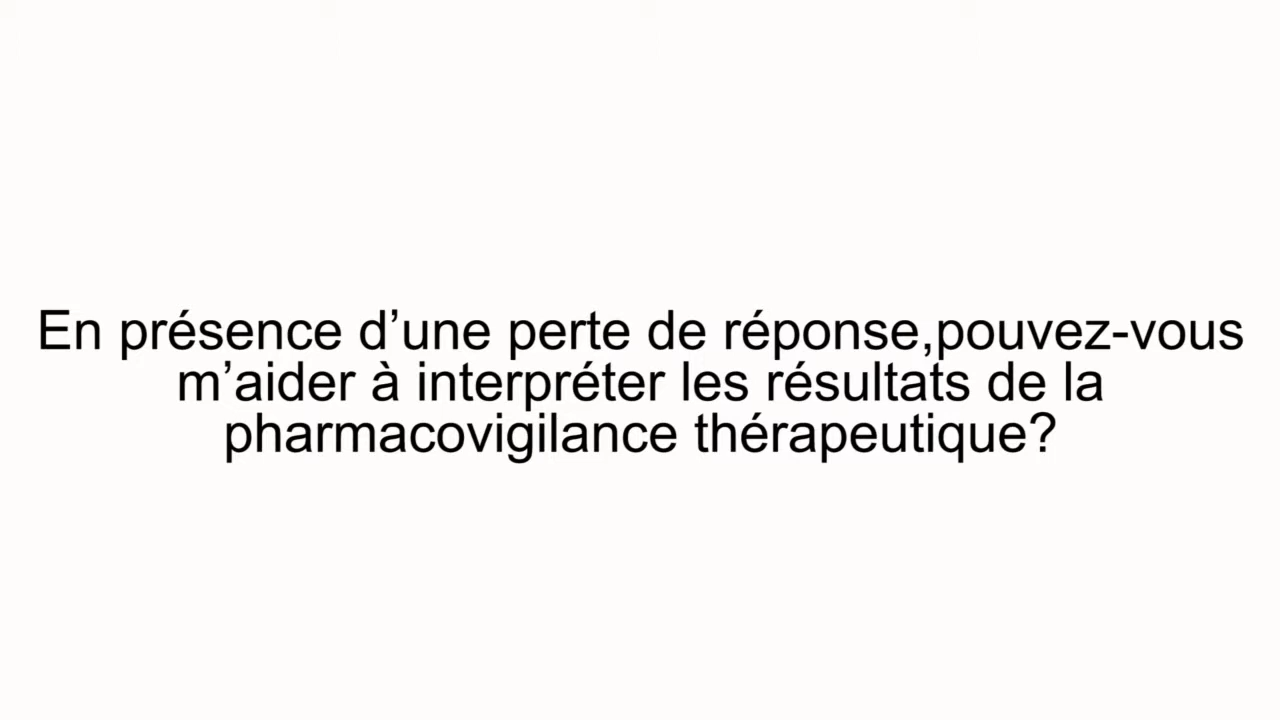 En présence d’une perte de réponse,pouvez-vous
m’aider à interpréter les résultats de la
pharmacovigilance thérapeutique?